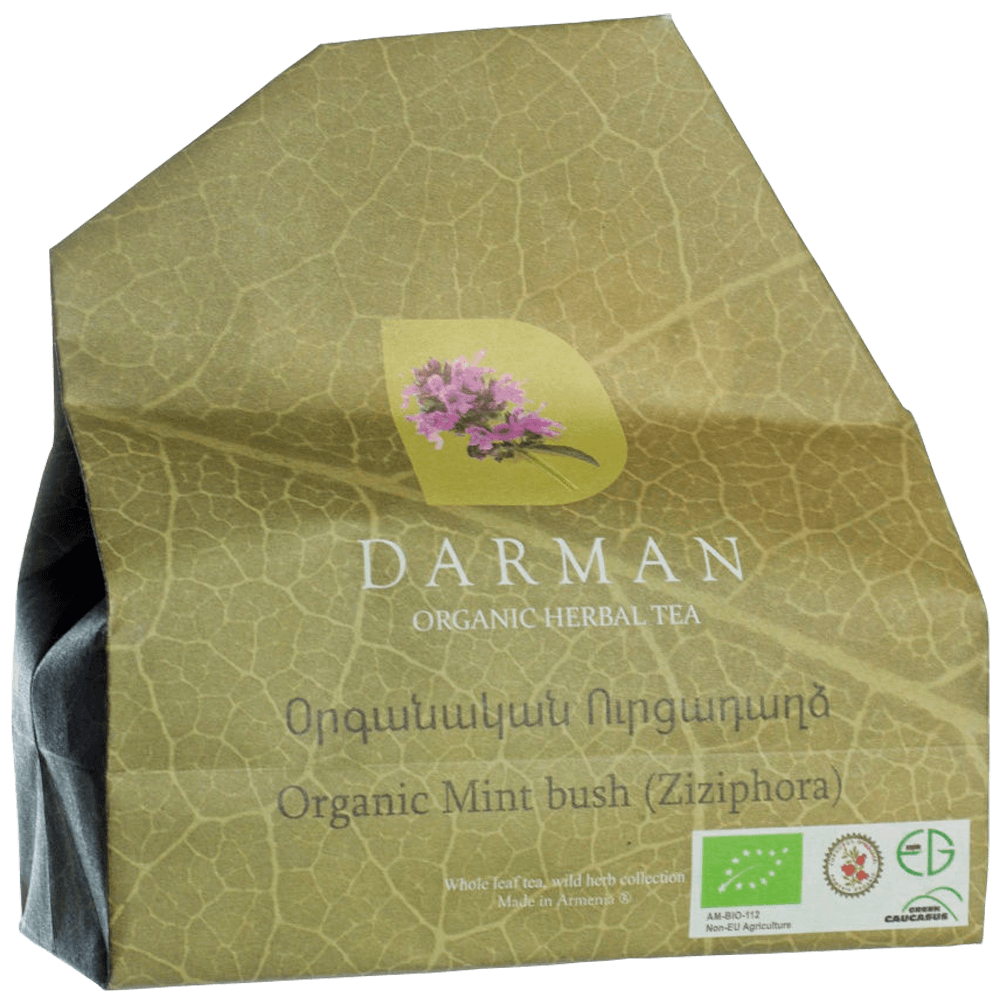 DARMAN
ORGANIC HERBAL TEA
Օրգանական Ուրցադաղձ
Organic Mint bush (Ziziphora)
Whole leaf tea, wild herb collection
Made in Armenia ®
AM-BIO-112
Non-EU Agriculture
EG
GREEN
CAUCASUS